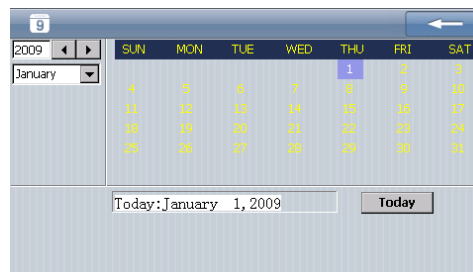 9
2009
January
SUN MON TUE WED THU FRI SAT
1 2 3
4 5 6 7 8 9 10
11 12 13 14 15 16 17
18 19 20 21 22 23 24
25 26 27 28 29 30 31
Today:January 1,2009
Today